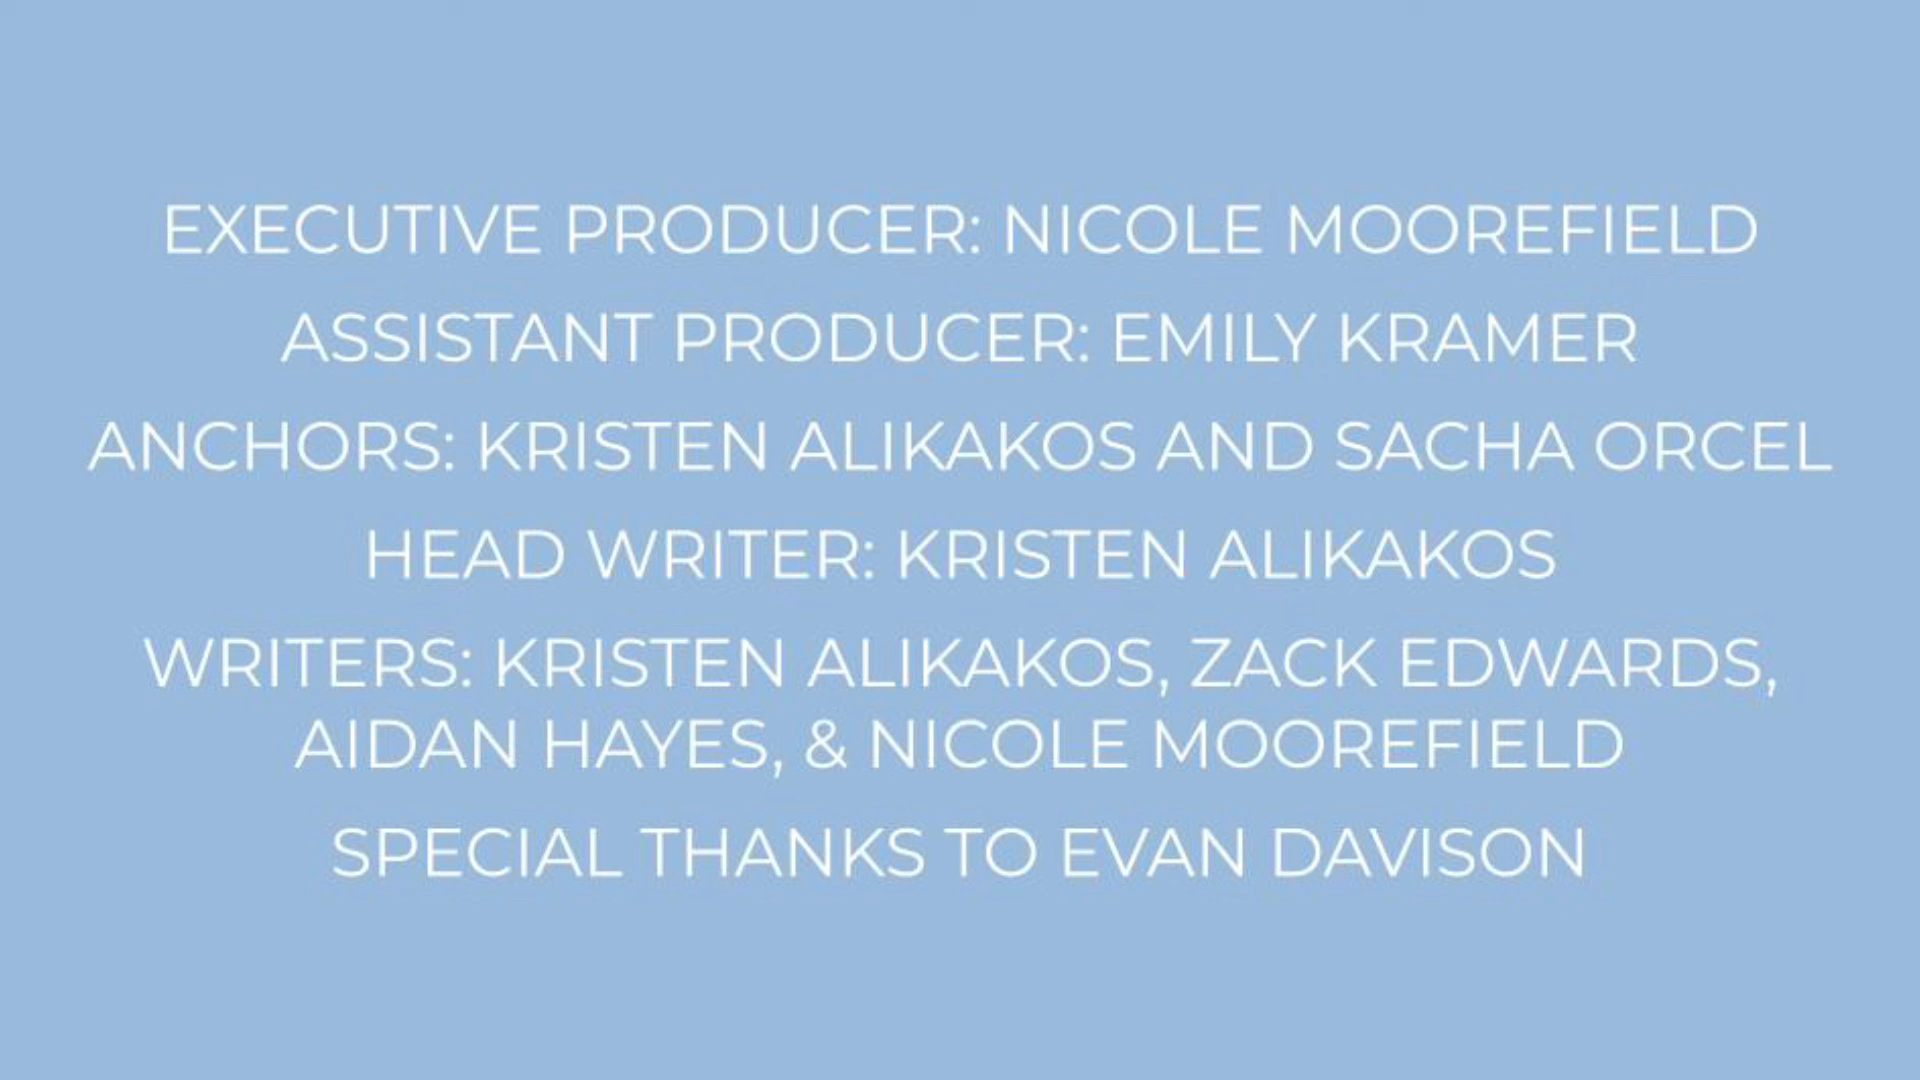 EXECUTIVE PRODUCER: NICOLE MOOREFIELD
ASSISTANT PRODUCER: EMILY KRAMER
ANCHORS: KRISTEN ALIKAKOS AND SACHA ORCEL
HEAD WRITER: KRISTEN ALIKAKOS
WRITERS: KRISTEN ALIKAKOS, ZACK EDWARDS,
AIDAN HAYES, & NICOLE MOOREFIELD
SPECIAL THANKS TO EVAN DAVISON